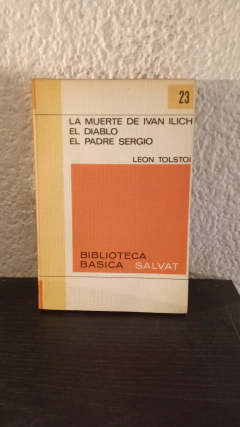 23
LA MUERTE DE IVAN ILICH
EL DIABLO
EL PADRE SERGIO
LEON TOLSTOI
BIBLIOTECA
BASICA SALVAT